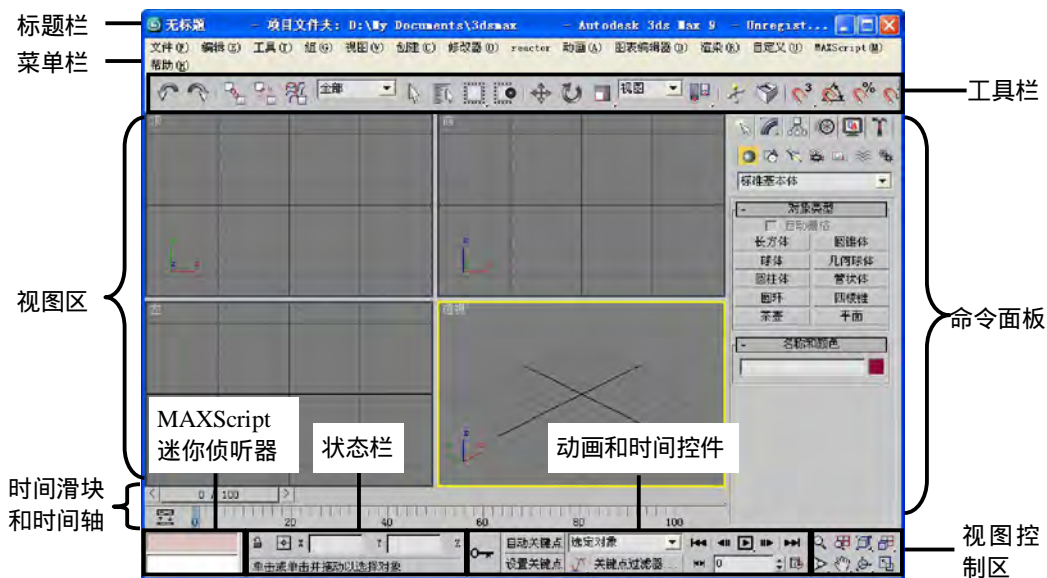 标题栏
无标题 - 项目文件夹: D:\My Documents\3dsmax - Autodesk 3ds Max 9 - Unregist...
菜单栏
文件(F) 编辑(E) 工具(T) 组(G) 视图(V) 创建(C) 修改器(O) reactor 动画(A) 图表编辑器(D) 渲染(R) 自定义(U) MAXScript(M)
帮助(H)
全部
视图
工具栏
顶
前
左
透视
标准基本体
- 对象类型
自动栅格
长方体 圆锥体
球体 几何球体
圆柱体 管状体
圆环 四棱锥
茶壶 平面
- 名称和颜色
视图区
命令面板
MAXScript
迷你侦听器
状态栏
动画和时间控件
时间滑块
和时间轴
< 0 / 100 >
0 20 40 60 80 100
X Y Z
自动关键点 选定对象
单击或单击并拖动以选择对象
设置关键点 关键点过滤器... 0
视图控
制区